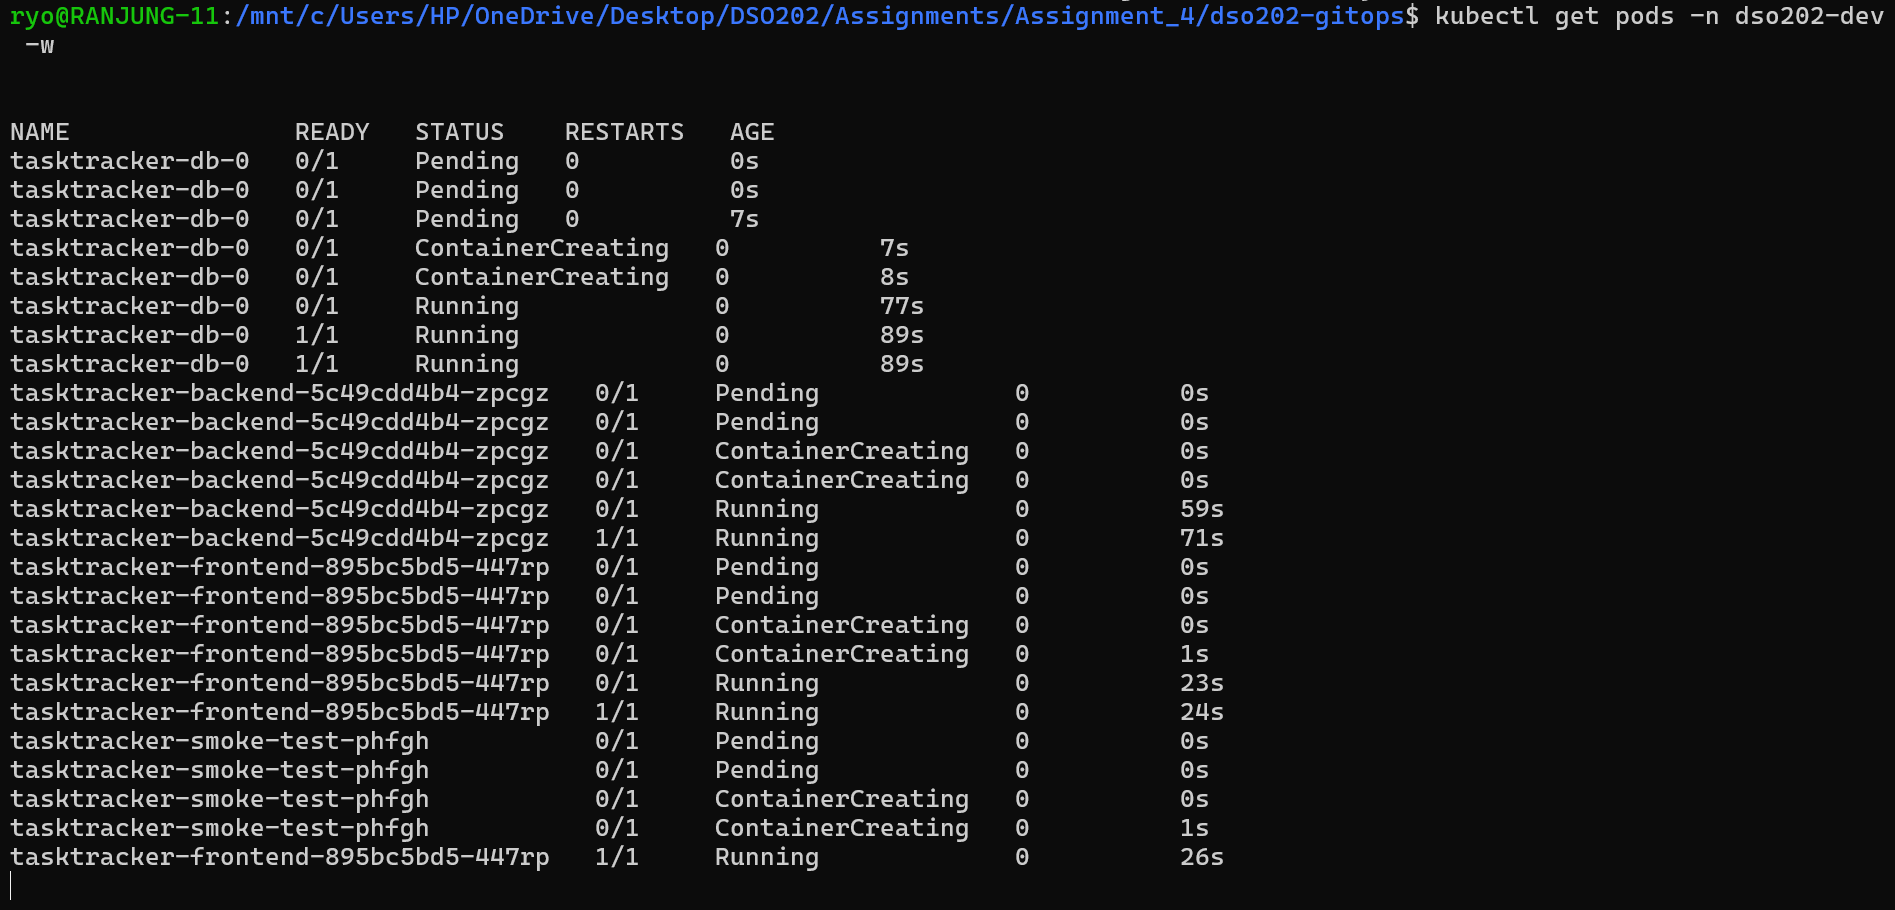 ryo@RANJUNG-11:/mnt/c/Users/HP/OneDrive/Desktop/DSO202/Assignments/Assignment_4/dso202-gitops$ kubectl get pods -n dso202-dev
-w
NAME               READY   STATUS    RESTARTS   AGE
tasktracker-db-0   0/1     Pending   0          0s
tasktracker-db-0   0/1     Pending   0          0s
tasktracker-db-0   0/1     Pending   0          7s
tasktracker-db-0   0/1     ContainerCreating   0          7s
tasktracker-db-0   0/1     ContainerCreating   0          8s
tasktracker-db-0   0/1     Running             0          77s
tasktracker-db-0   1/1     Running             0          89s
tasktracker-db-0   1/1     Running             0          89s
tasktracker-backend-5c49cdd4b4-zpcgz   0/1     Pending             0          0s
tasktracker-backend-5c49cdd4b4-zpcgz   0/1     Pending             0          0s
tasktracker-backend-5c49cdd4b4-zpcgz   0/1     ContainerCreating   0          0s
tasktracker-backend-5c49cdd4b4-zpcgz   0/1     ContainerCreating   0          0s
tasktracker-backend-5c49cdd4b4-zpcgz   0/1     Running             0          59s
tasktracker-backend-5c49cdd4b4-zpcgz   1/1     Running             0          71s
tasktracker-frontend-895bc5bd5-447rp   0/1     Pending             0          0s
tasktracker-frontend-895bc5bd5-447rp   0/1     Pending             0          0s
tasktracker-frontend-895bc5bd5-447rp   0/1     ContainerCreating   0          0s
tasktracker-frontend-895bc5bd5-447rp   0/1     ContainerCreating   0          1s
tasktracker-frontend-895bc5bd5-447rp   0/1     Running             0          23s
tasktracker-frontend-895bc5bd5-447rp   1/1     Running             0          24s
tasktracker-smoke-test-phfgh           0/1     Pending             0          0s
tasktracker-smoke-test-phfgh           0/1     Pending             0          0s
tasktracker-smoke-test-phfgh           0/1     ContainerCreating   0          0s
tasktracker-smoke-test-phfgh           0/1     ContainerCreating   0          1s
tasktracker-frontend-895bc5bd5-447rp   1/1     Running             0          26s